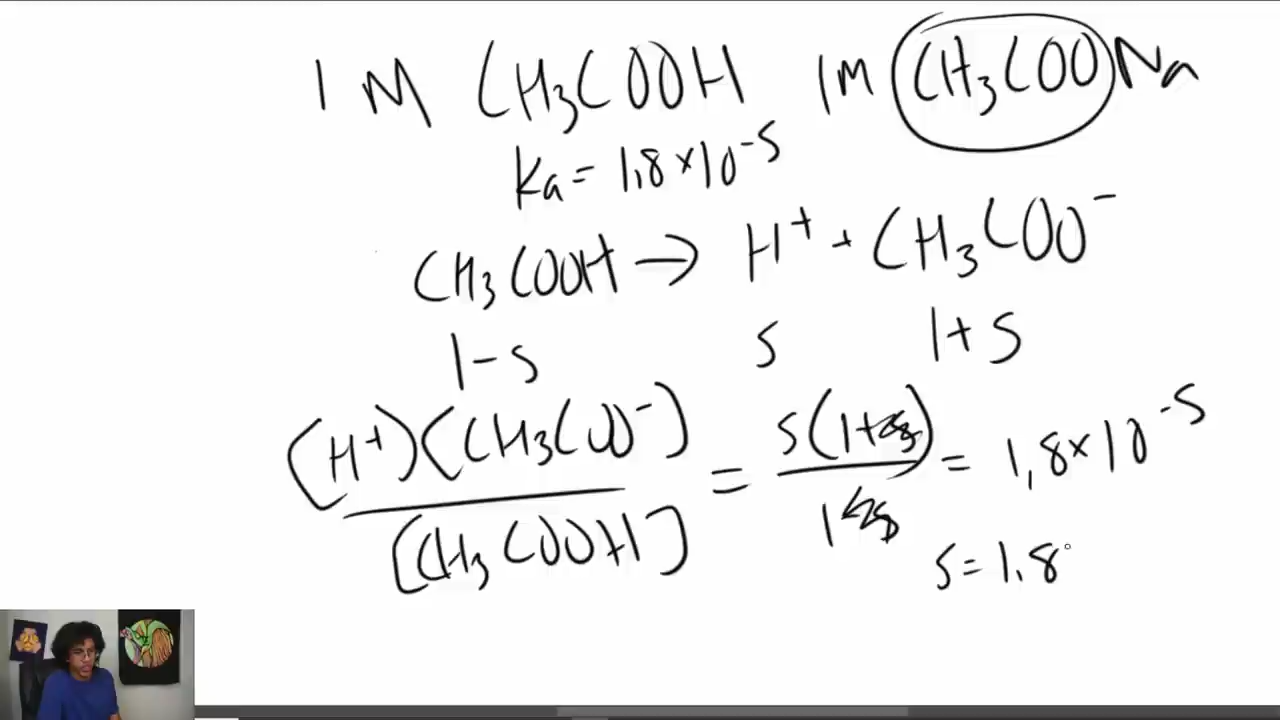 1 M CH3COOH 1M CH3COONa
Ka = 1.8×10-5
CH3COOH → H+ + CH3COO-
1-s s 1+s
(H+)(CH3COO-) = s(1+s) = 1.8×10-5
[CH3COOH] 1-s
s=1.8